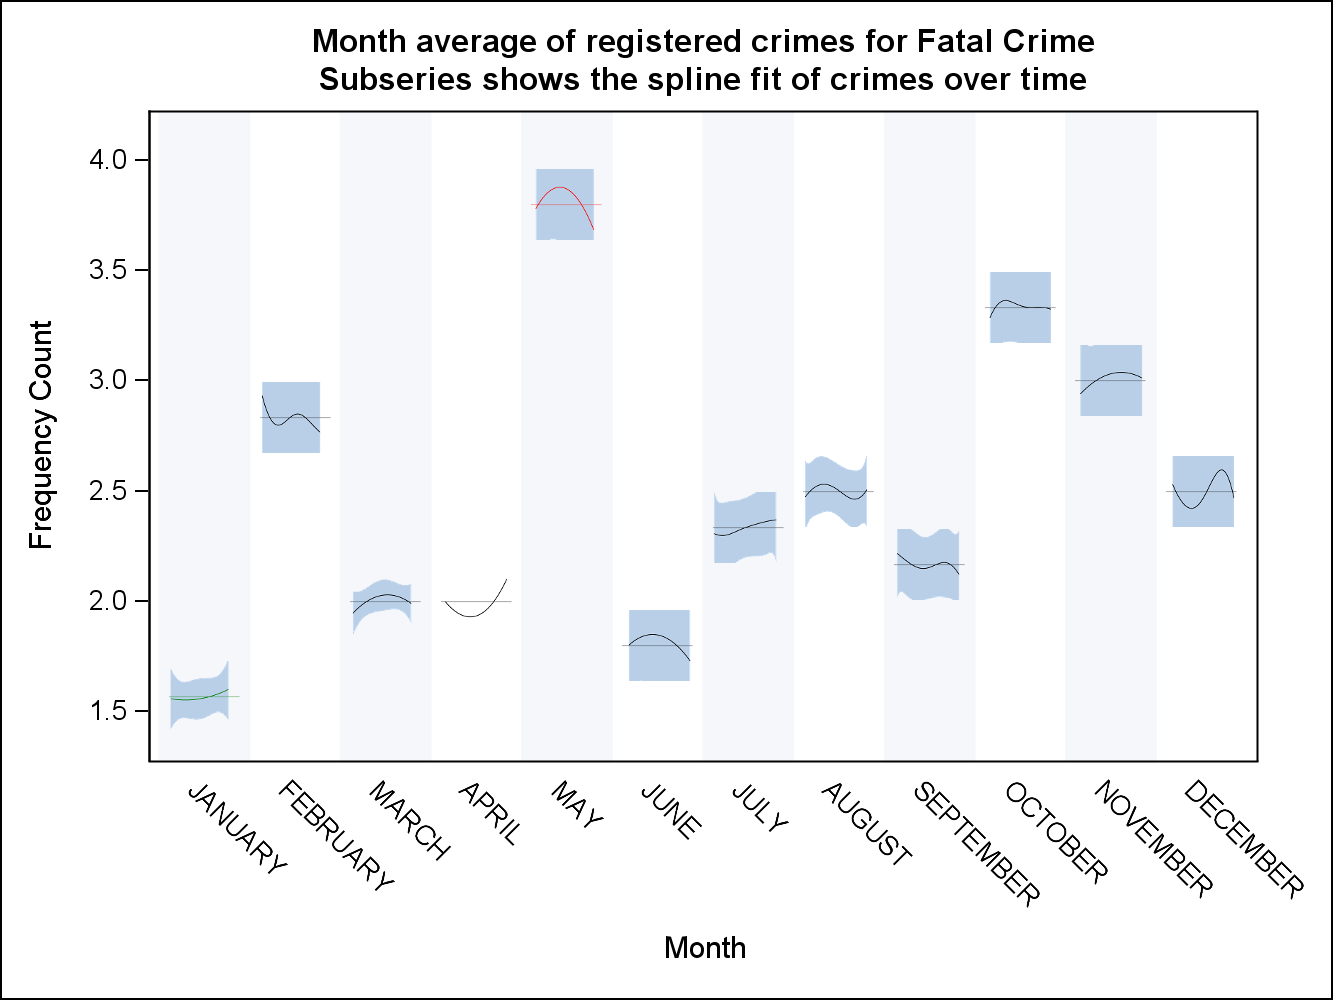 Month average of registered crimes for Fatal Crime
Subseries shows the spline fit of crimes over time
Frequency Count
4.0
3.5
3.0
2.5
2.0
1.5
JANUARY
FEBRUARY
MARCH
APRIL
MAY
JUNE
JULY
AUGUST
SEPTEMBER
OCTOBER
NOVEMBER
DECEMBER
Month